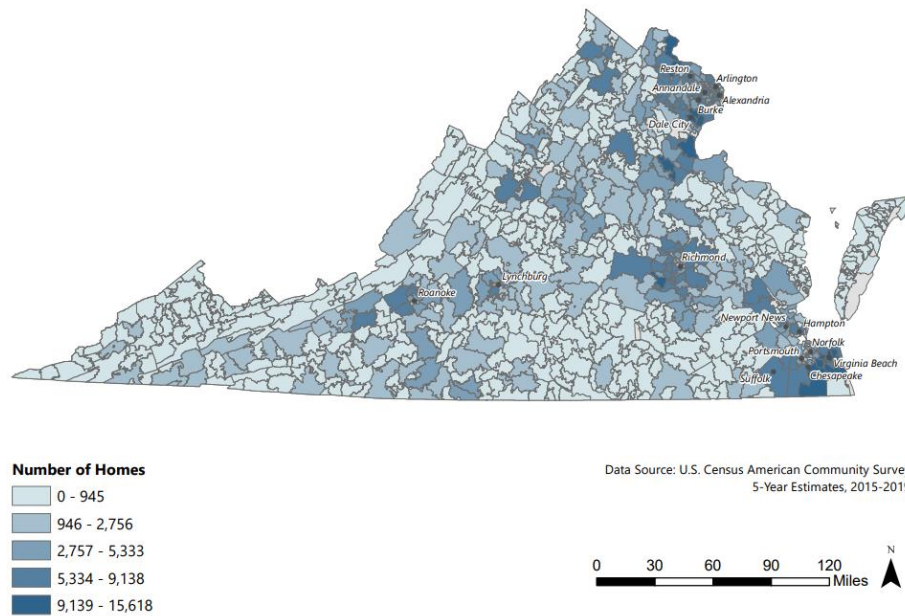 Reston
Arlington
Annandale
Alexandria
Burke
Dale City
Richmond
Lynchburg
Roanoke
Newport News
Hampton
Norfolk
Portsmouth
Virginia Beach
Suffolk
Chesapeake
Number of Homes
0 - 945
946 - 2,756
2,757 - 5,333
5,334 - 9,138
9,139 - 15,618
Data Source: U.S. Census American Community Surve
5-Year Estimates, 2015-2019
N
0 30 60 90 120
Miles